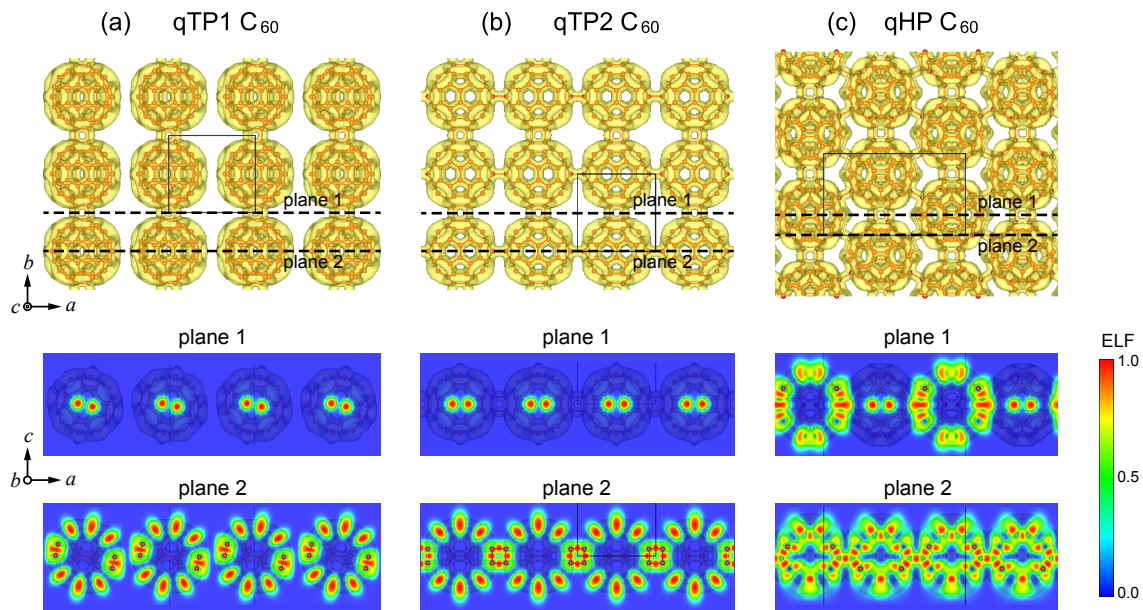 (a) qTP1 C60
(b) qTP2 C60
(c) qHP C60
plane 1
plane 2
plane 1
plane 2
plane 1
plane 2
b
c
a
plane 1
plane 1
plane 1
c
b
a
plane 2
plane 2
plane 2
ELF
1.0
0.5
0.0